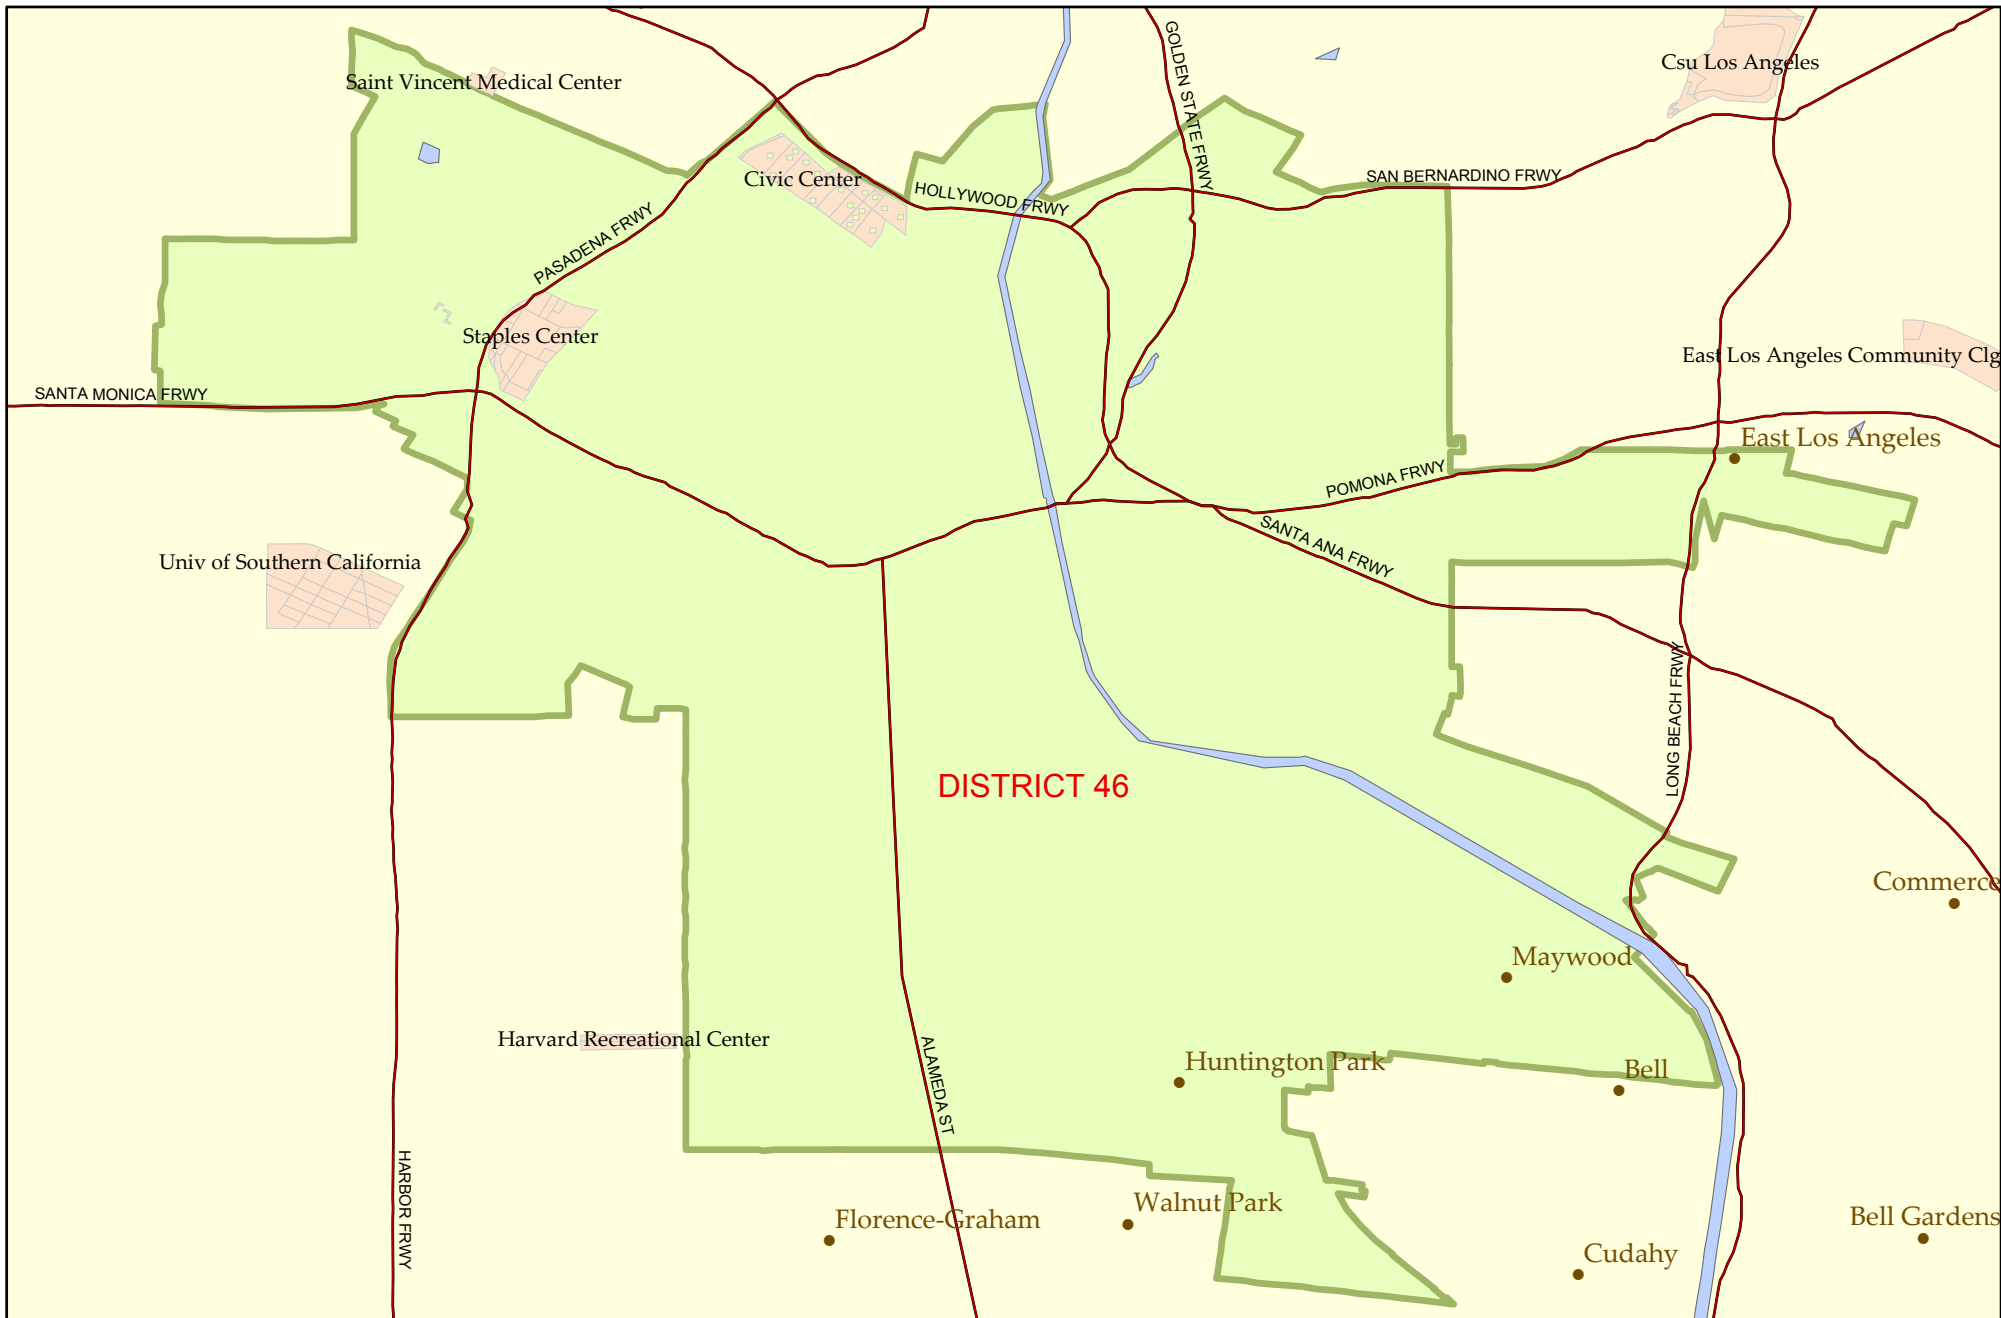 GOLDEN STATE FRWY
Csu Los Angeles
Saint Vincent Medical Center
Civic Center
SAN BERNARDINO FRWY
HOLLYWOOD FRWY
PASADENA FRWY
Staples Center
East Los Angeles Community Clg
SANTA MONICA FRWY
East Los Angeles
POMONA FRWY
SANTA ANA FRWY
Univ of Southern California
LONG BEACH FRWY
DISTRICT 46
Commerce
Maywood
Harvard Recreational Center
Huntington Park
Bell
ALAMEDA ST
HARBOR FRWY
Walnut Park
Florence-Graham
Bell Gardens
Cudahy